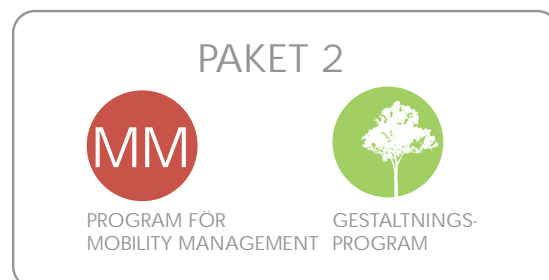 PAKET 2
MM
PROGRAM FÖR
MOBILITY MANAGEMENT
GESTALTNINGS-
PROGRAM